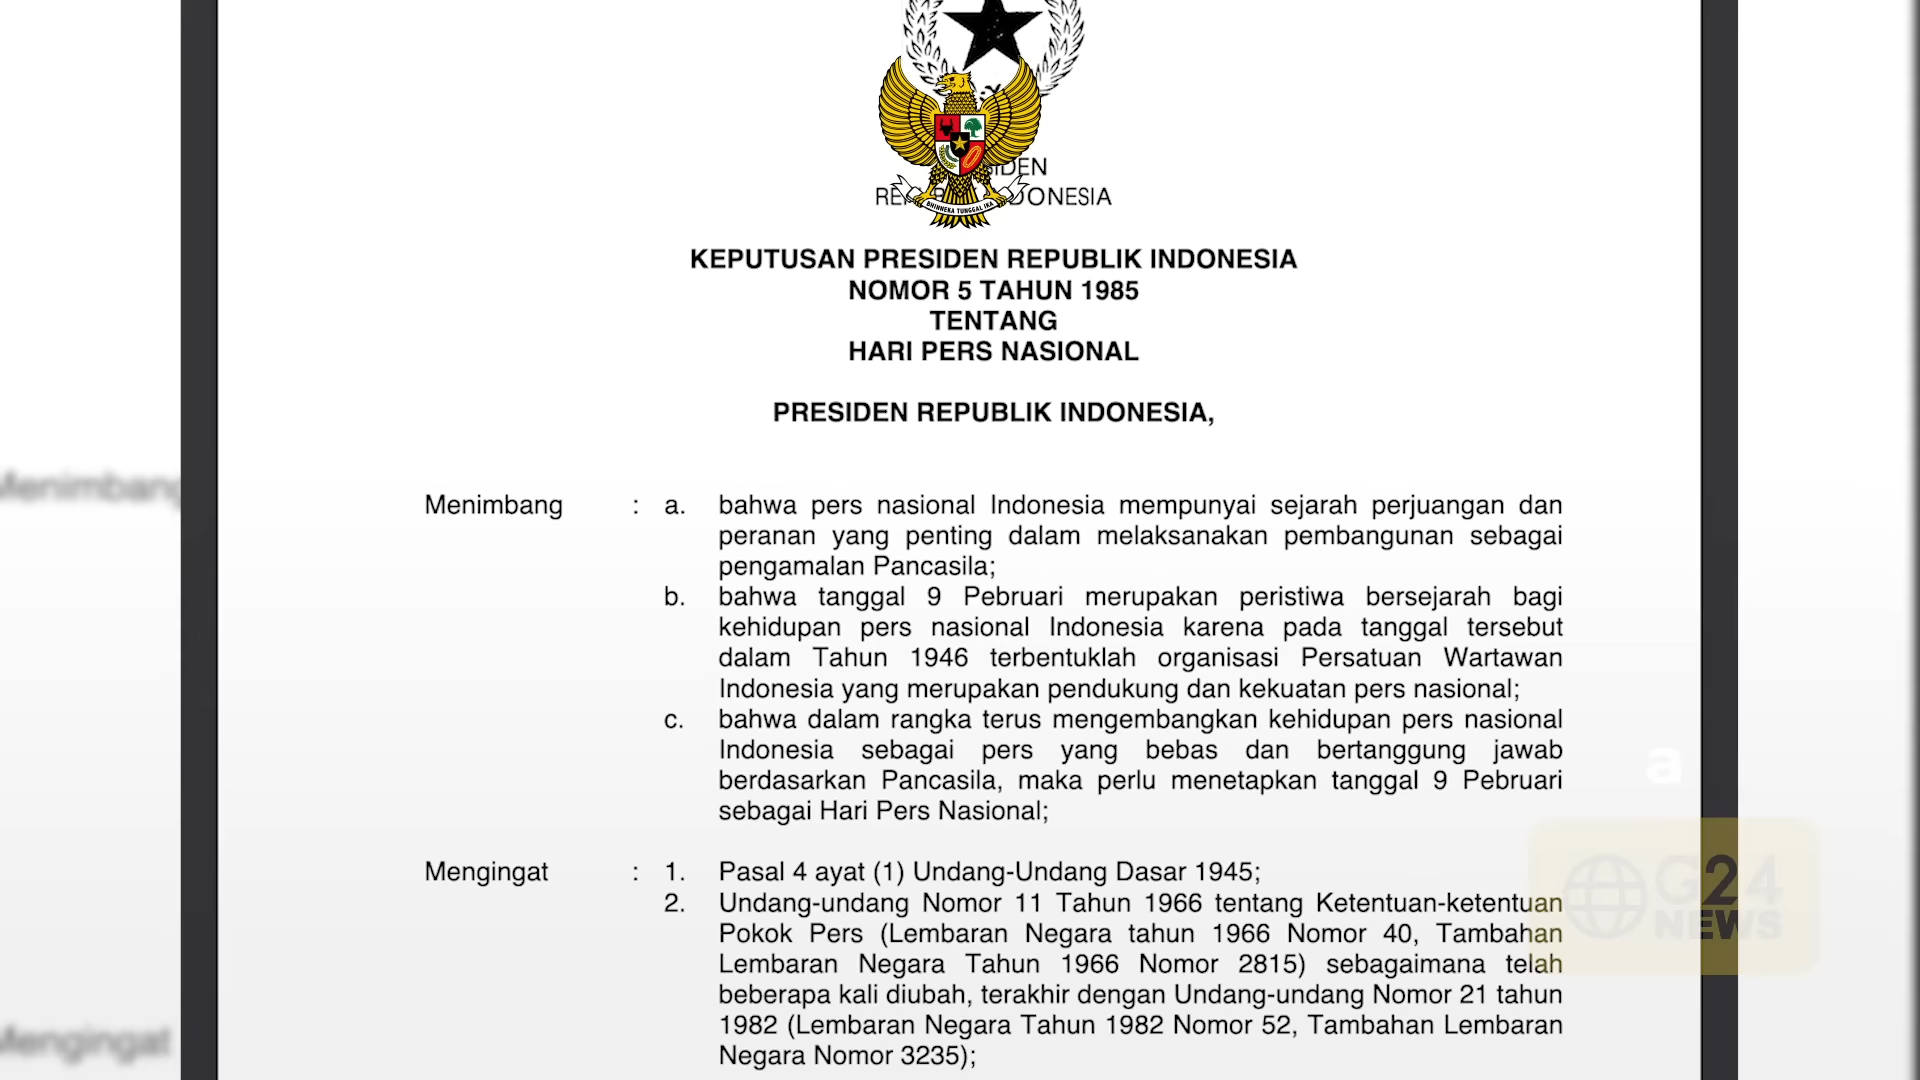 BHINNEKA TUNGGAL IKA
KEPUTUSAN PRESIDEN REPUBLIK INDONESIA
NOMOR 5 TAHUN 1985
TENTANG
HARI PERS NASIONAL
PRESIDEN REPUBLIK INDONESIA,
Menimbang : a. bahwa pers nasional Indonesia mempunyai sejarah perjuangan dan
peranan yang penting dalam melaksanakan pembangunan sebagai
pengamalan Pancasila;
b. bahwa tanggal 9 Pebruari merupakan peristiwa bersejarah bagi
kehidupan pers nasional Indonesia karena pada tanggal tersebut
dalam Tahun 1946 terbentuklah organisasi Persatuan Wartawan
Indonesia yang merupakan pendukung dan kekuatan pers nasional;
c. bahwa dalam rangka terus mengembangkan kehidupan pers nasional
Indonesia sebagai pers yang bebas dan bertanggung jawab
berdasarkan Pancasila, maka perlu menetapkan tanggal 9 Pebruari
sebagai Hari Pers Nasional;
a
Mengingat : 1. Pasal 4 ayat (1) Undang-Undang Dasar 1945;
2. Undang-undang Nomor 11 Tahun 1966 tentang Ketentuan-ketentuan
Pokok Pers (Lembaran Negara tahun 1966 Nomor 40, Tambahan
Lembaran Negara Tahun 1966 Nomor 2815) sebagaimana telah
beberapa kali diubah, terakhir dengan Undang-undang Nomor 21 tahun
1982 (Lembaran Negara Tahun 1982 Nomor 52, Tambahan Lembaran
Negara Nomor 3235);
G24
NEWS
Menimbang
Mengingat